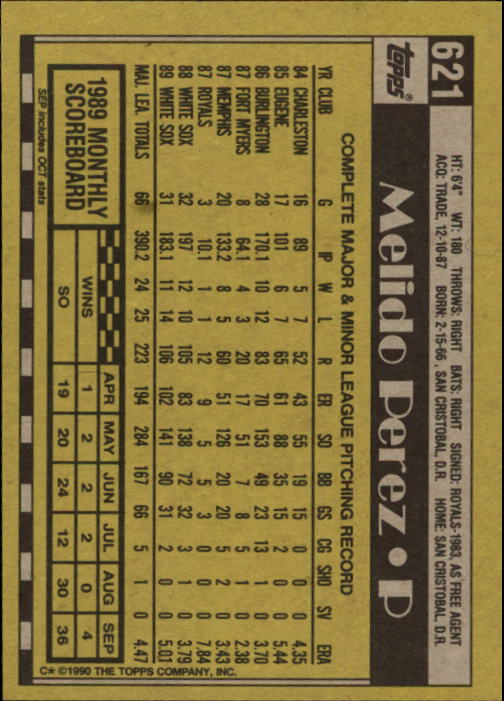 621
topps®
HT: 6'4" WT: 180 THROWS: RIGHT BATS: RIGHT SIGNED: ROYALS-1983, AS FREE AGENT
ACQ: TRADE, 12-10-87 BORN: 2-15-66, SAN CRISTOBAL, D.R. HOME: SAN CRISTOBAL, D.R.
Melido Perez • P
COMPLETE MAJOR & MINOR LEAGUE PITCHING RECORD
YR CLUB G IP W L R ER SO BB GS CG SHO SV ERA
84 CHARLESTON 16 89 5 7 52 43 55 19 15 0 0 0 4.35
85 EUGENE 17 101 6 7 65 61 88 35 15 2 0 0 5.44
86 BURLINGTON 28 170.1 10 12 83 70 153 49 23 13 1 0 3.70
87 FORT MYERS 8 64.1 4 3 20 17 51 7 8 5 1 0 2.38
87 MEMPHIS 20 133.2 8 5 60 51 126 20 20 5 2 0 3.43
87 ROYALS 3 10.1 1 1 12 9 5 5 3 0 0 0 7.84
88 WHITE SOX 32 197 12 10 105 83 138 72 32 3 1 0 3.79
89 WHITE SOX 31 183.1 11 14 106 102 141 90 31 2 0 0 5.01
MAJ. LEA. TOTALS 66 390.2 24 25 223 194 284 167 66 5 1 0 4.47
1989 MONTHLY SCOREBOARD
APR MAY JUN JUL AUG SEP
WINS 1 2 2 2 0 4
SO 19 20 24 12 30 36
SEP includes OCT stats
C* ©1990 THE TOPPS COMPANY, INC.